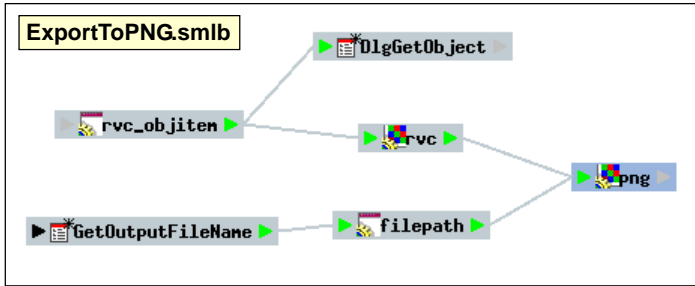 ExportToPNG.smlb
DlgGetObject
rvc_objitem
rvc
png
GetOutputFileName
filepath